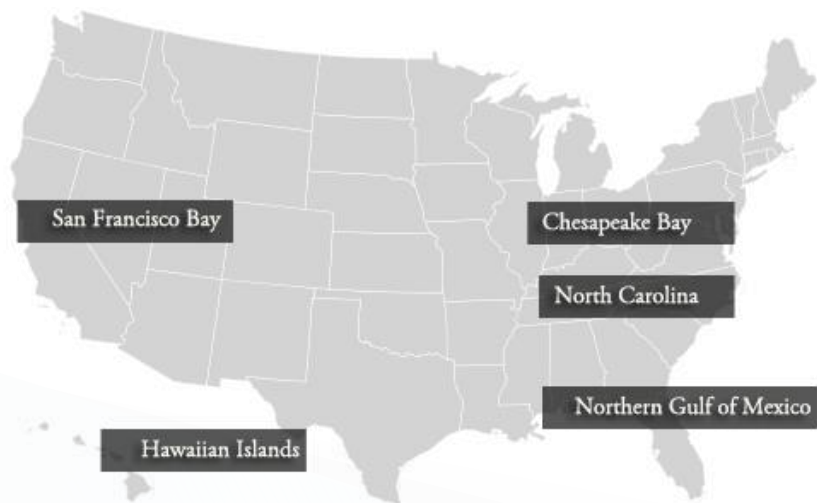 San Francisco Bay
Chesapeake Bay
North Carolina
Northern Gulf of Mexico
Hawaiian Islands